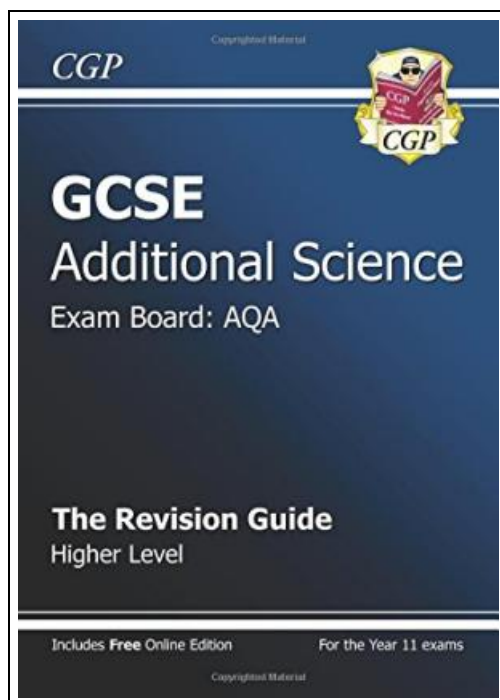 Copyrighted Material
CGP
CGP
CGP
GCSE
Additional Science
Exam Board: AQA
The Revision Guide
Higher Level
Includes Free Online Edition
For the Year 11 exams
Copyrighted Material